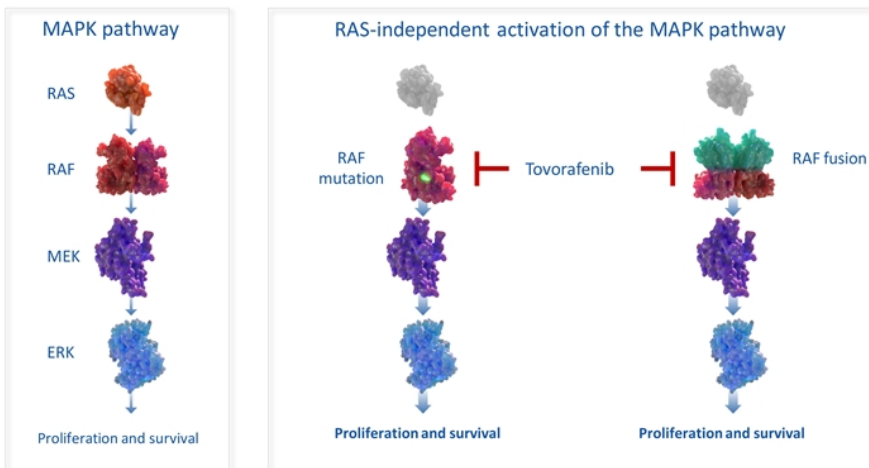 MAPK pathway
RAS
RAF
MEK
ERK
Proliferation and survival
RAS-independent activation of the MAPK pathway
RAF
mutation
Tovorafenib
RAF fusion
Proliferation and survival
Proliferation and survival